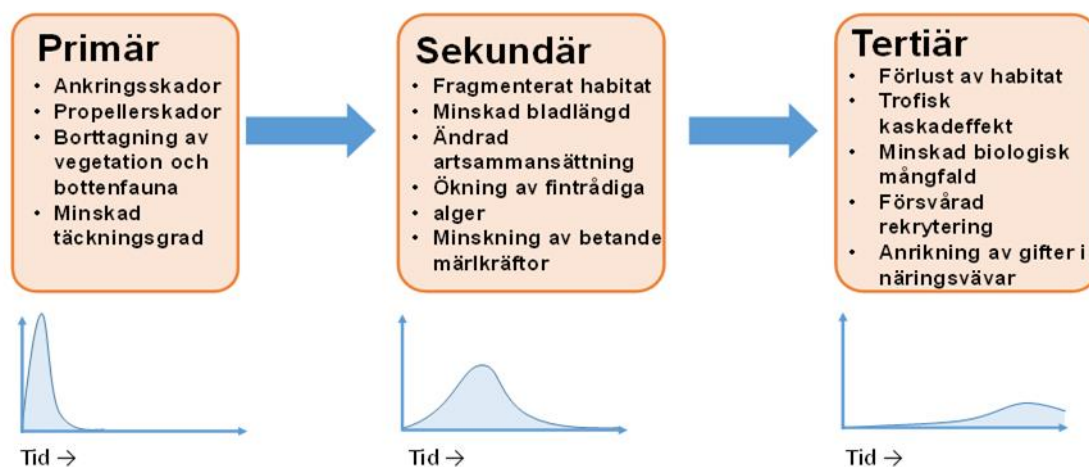 Primär
• Ankringsskador
• Propellerskador
• Borttagning av
vegetation och
bottenfauna
• Minskad
täckningsgrad
Sekundär
• Fragmenterat habitat
• Minskad bladlängd
• Ändrad
artsammansättning
• Ökning av fintrådiga
• alger
• Minskning av betande
märlkräftor
Tertiär
• Förlust av habitat
• Trofisk
kaskadeffekt
• Minskad biologisk
mångfald
• Försvårad
rekrytering
• Anrikning av gifter i
näringsvävar
Tid →
Tid →
Tid →